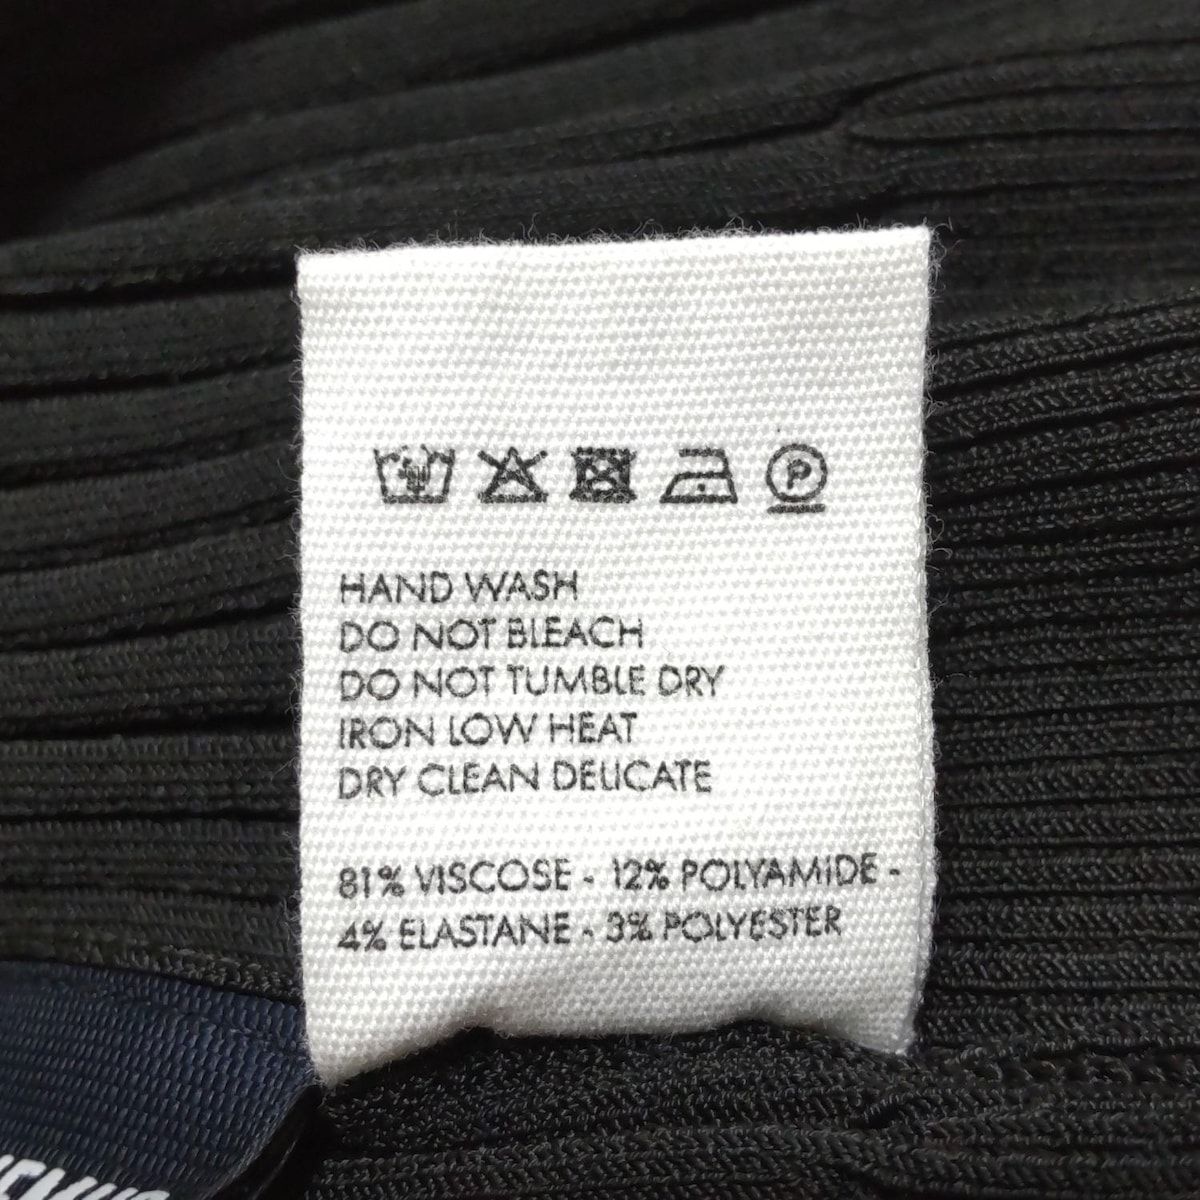 P
HAND WASH
DO NOT BLEACH
DO NOT TUMBLE DRY
IRON LOW HEAT
DRY CLEAN DELICATE
81% VISCOSE - 12% POLYAMIDE -
4% ELASTANE - 3% POLYESTER